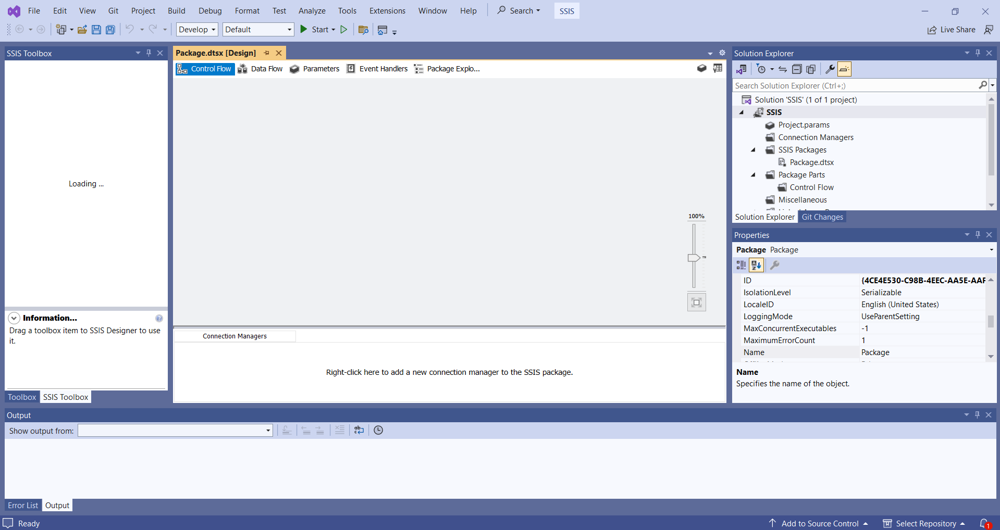 File Edit View Git Project Build Debug Format Test Analyze Tools Extensions Window Help Search SSIS
Develop Default Start Live Share
SSIS Toolbox
Loading ...
Information...
Drag a toolbox item to SSIS Designer to use
it.
Toolbox SSIS Toolbox
Package.dtsx [Design]
Control Flow Data Flow Parameters Event Handlers Package Explo...
100%
Connection Managers
Right-click here to add a new connection manager to the SSIS package.
Solution Explorer
Search Solution Explorer (Ctrl+;)
Solution 'SSIS' (1 of 1 project)
SSIS
Project.params
Connection Managers
SSIS Packages
Package.dtsx
Package Parts
Control Flow
Miscellaneous
Solution Explorer Git Changes
Properties
Package Package
ID {4CE4E530-C98B-4EEC-AA5E-AAF
IsolationLevel Serializable
LocaleID English (United States)
LoggingMode UseParentSetting
MaxConcurrentExecutables -1
MaximumErrorCount 1
Name Package
Name
Specifies the name of the object.
Output
Show output from:
Error List Output
Ready Add to Source Control Select Repository 1